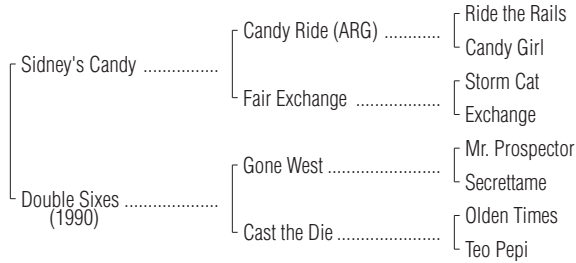 Ride the Rails
Candy Ride (ARG) ............
Candy Girl
Sidney's Candy ................
Storm Cat
Fair Exchange ..................
Exchange
Mr. Prospector
Gone West ........................
Secrettame
Double Sixes ....................
(1990)
Olden Times
Cast the Die ......................
Teo Pepi